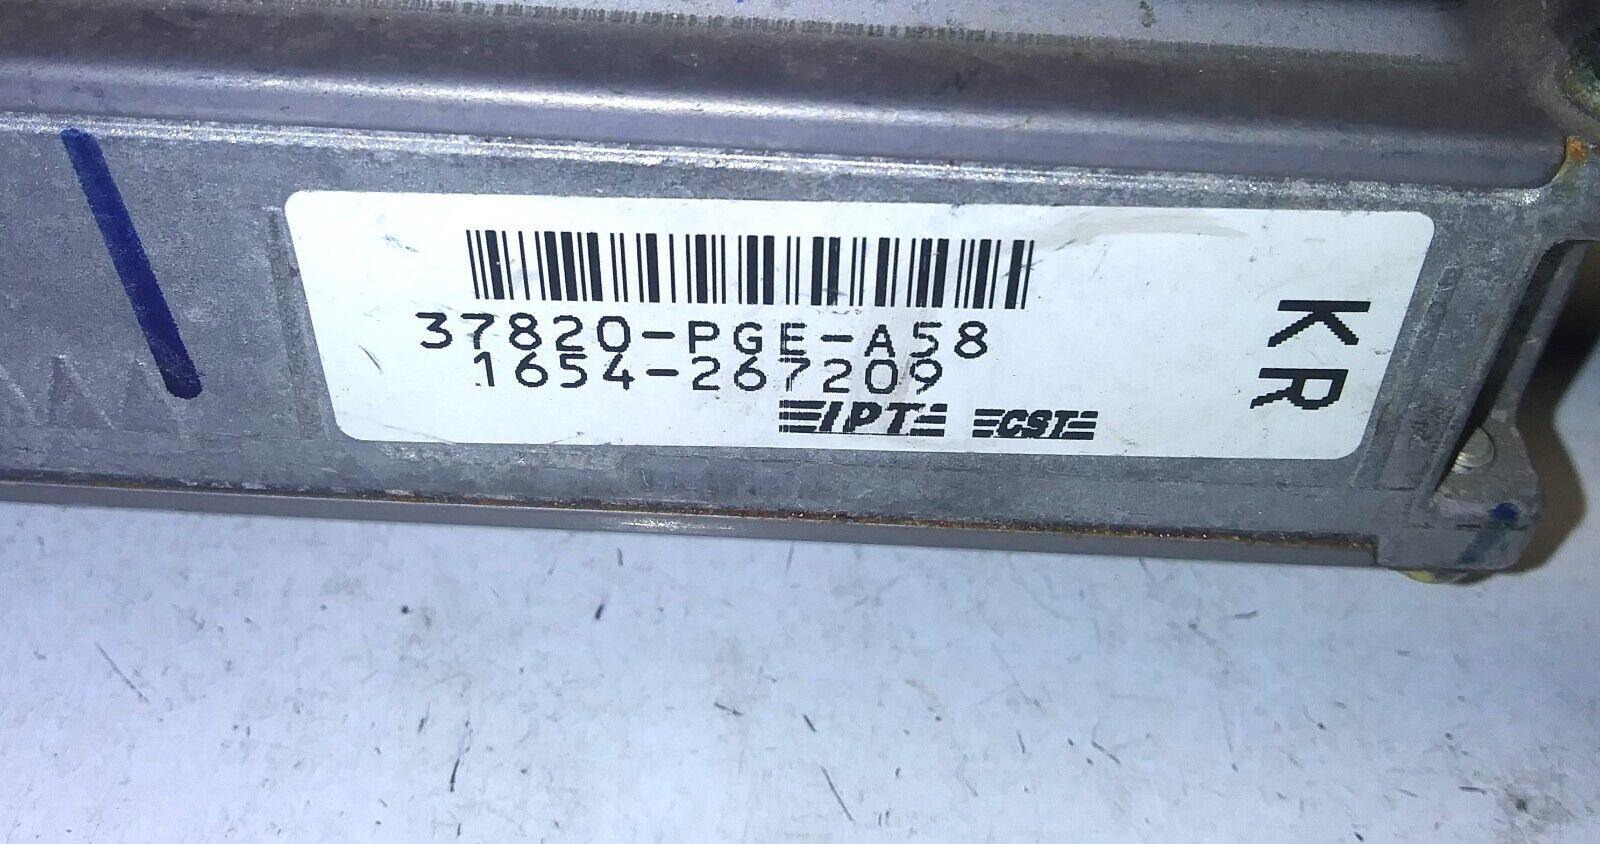 37820-PGE-A58
1654-267209
IPT CST
KR